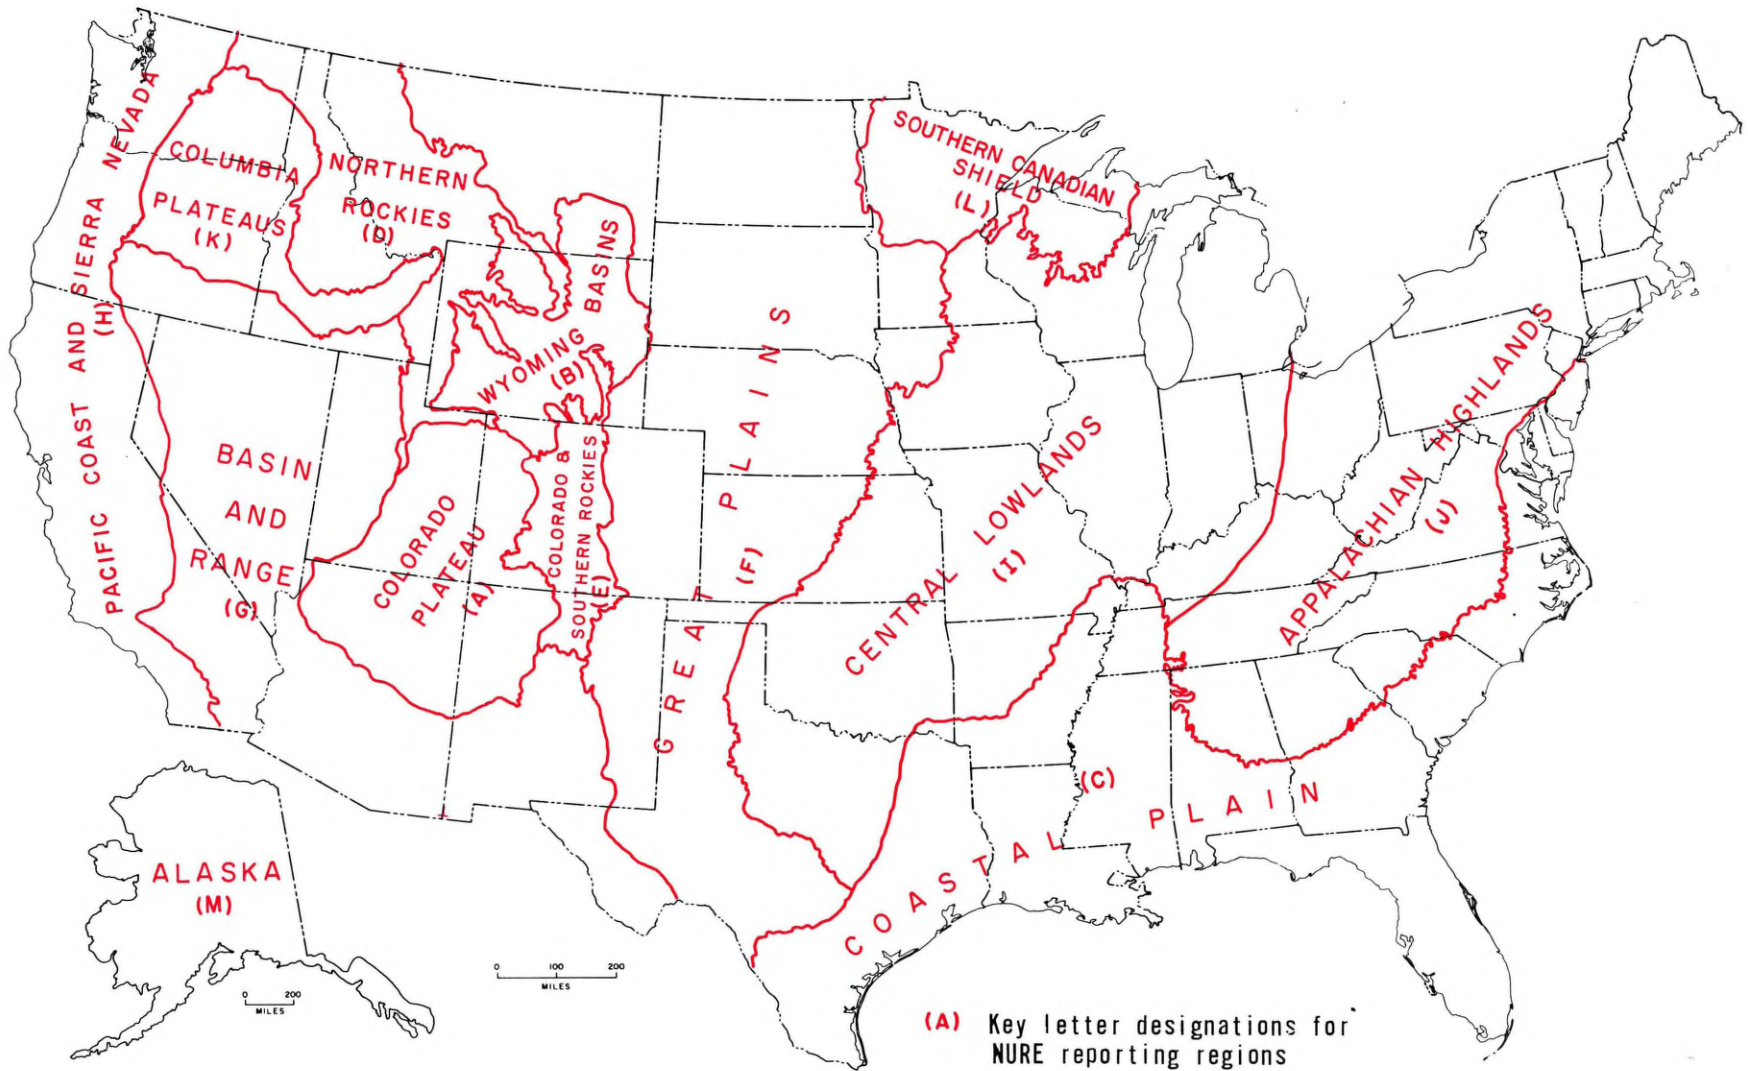 PACIFIC COAST AND SIERRA NEVADA
(H)
COLUMBIA
PLATEAUS
(K)
NORTHERN
ROCKIES
(D)
SOUTHERN CANADIAN
SHIELD
(L)
WYOMING BASINS
(B)
BASIN
AND
RANGE
(G)
COLORADO
PLATEAU
(A)
COLORADO &
SOUTHERN ROCKIES
(E)
GREAT PLAINS
(F)
CENTRAL LOWLANDS
(I)
APPALACHIAN HIGHLANDS
(J)
COASTAL PLAIN
(C)
ALASKA
(M)
0 200
MILES
0 100 200
MILES
(A) Key letter designations for
NURE reporting regions